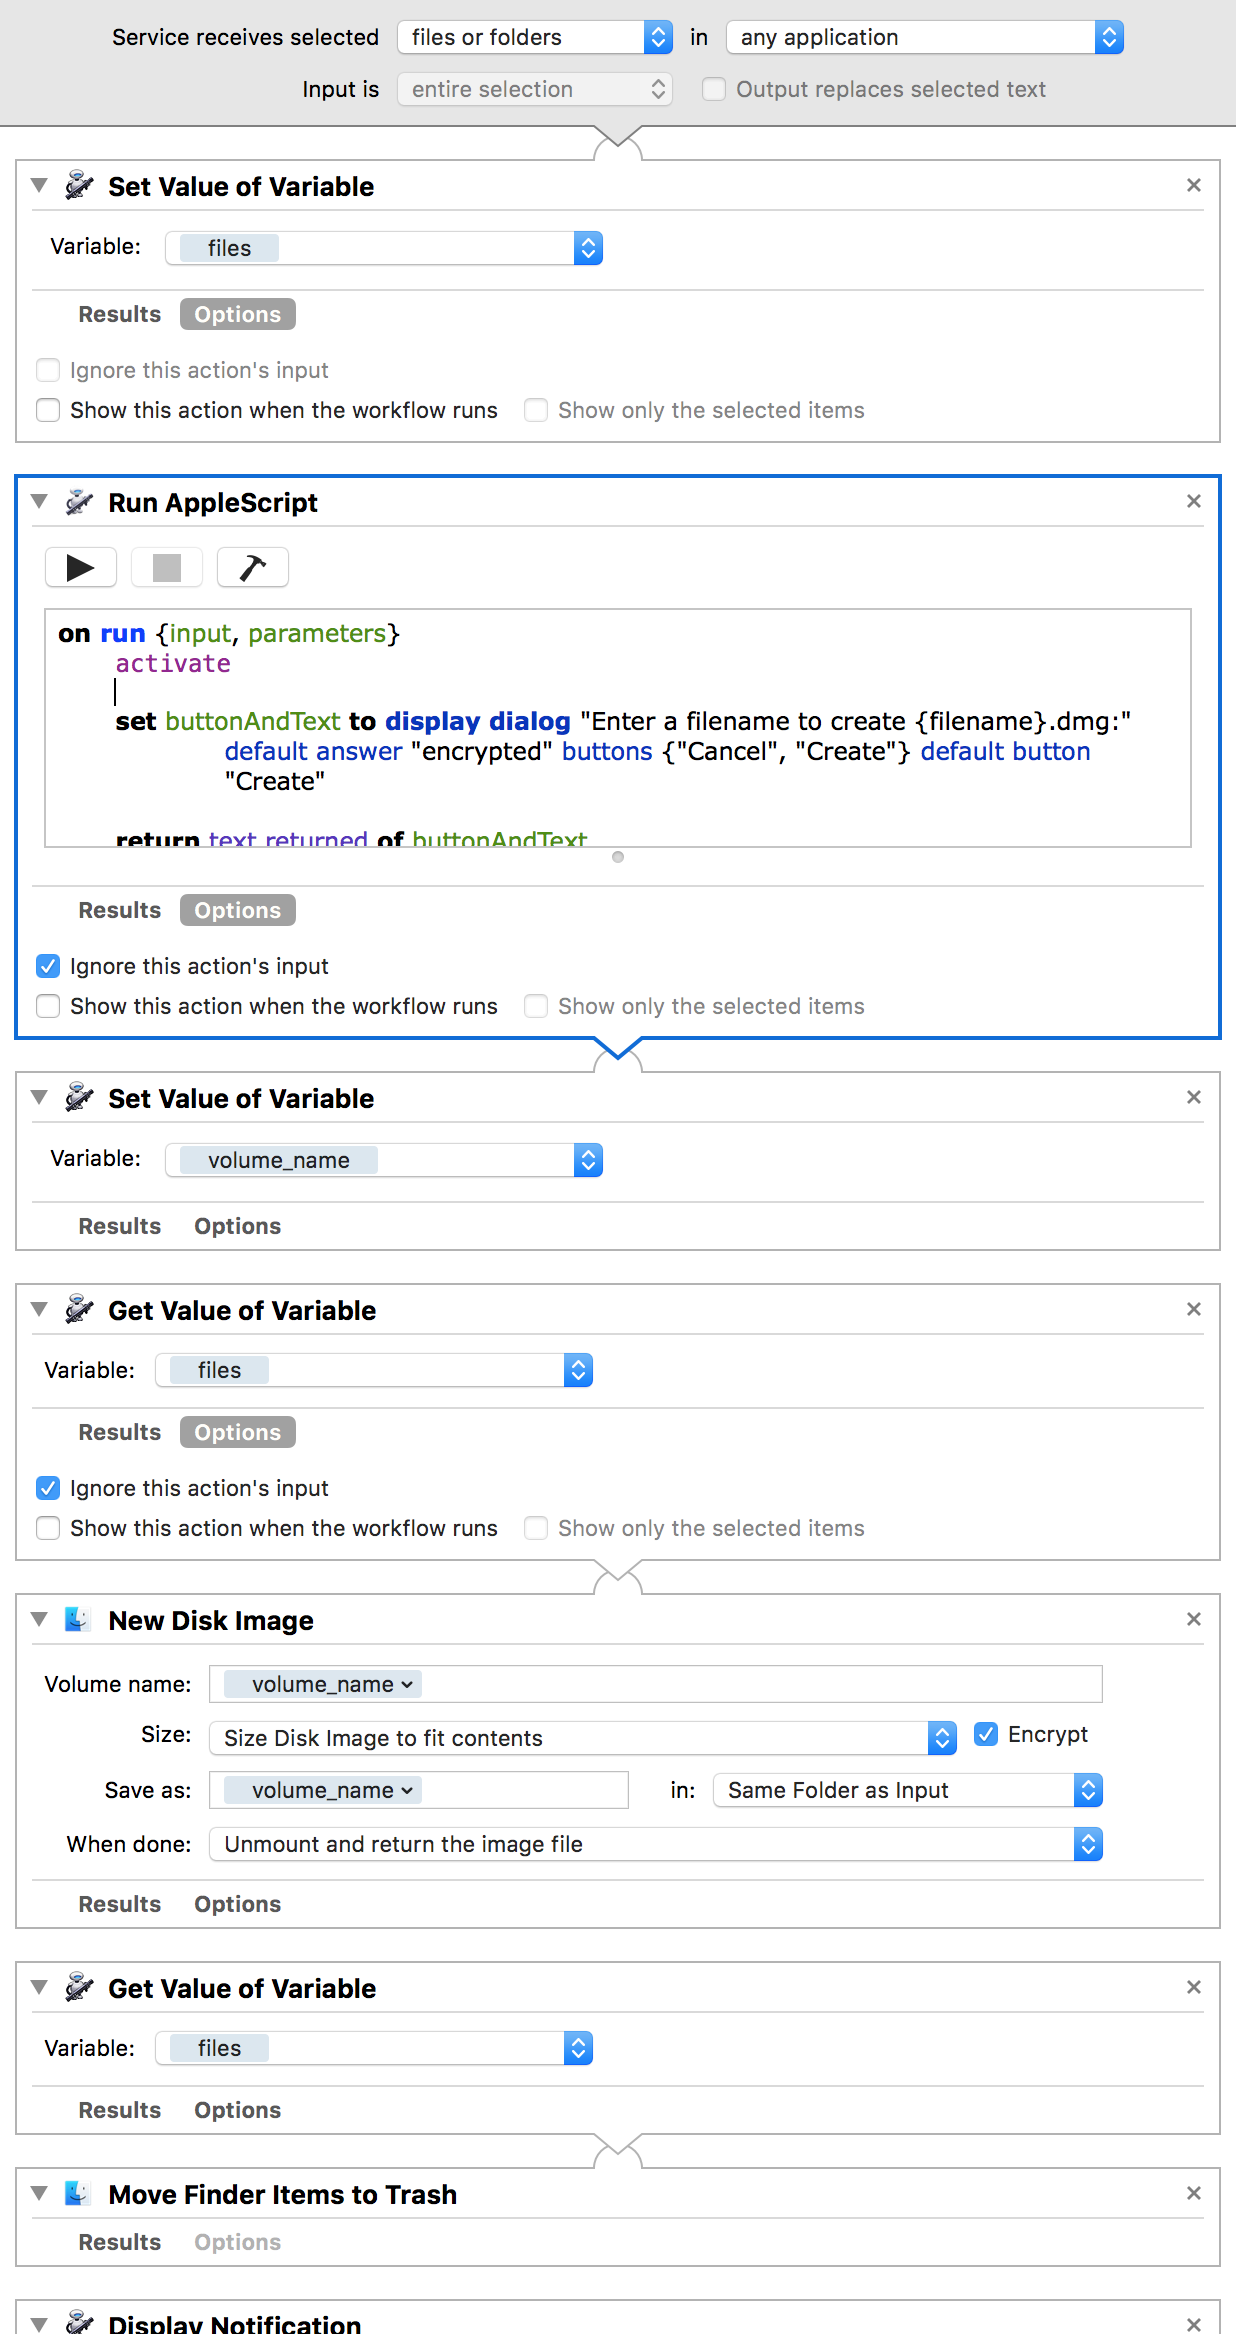 Service receives selected files or folders in any application
Input is entire selection Output replaces selected text
Set Value of Variable
Variable: files
Results Options
Ignore this action's input
Show this action when the workflow runs Show only the selected items
Run AppleScript
on run {input, parameters}
activate
set buttonAndText to display dialog "Enter a filename to create {filename}.dmg:"
default answer "encrypted" buttons {"Cancel", "Create"} default button
"Create"
return text returned of buttonAndText
Results Options
Ignore this action's input
Show this action when the workflow runs Show only the selected items
Set Value of Variable
Variable: volume_name
Results Options
Get Value of Variable
Variable: files
Results Options
Ignore this action's input
Show this action when the workflow runs Show only the selected items
New Disk Image
Volume name: volume_name
Size: Size Disk Image to fit contents Encrypt
Save as: volume_name in: Same Folder as Input
When done: Unmount and return the image file
Results Options
Get Value of Variable
Variable: files
Results Options
Move Finder Items to Trash
Results Options
Display Notification